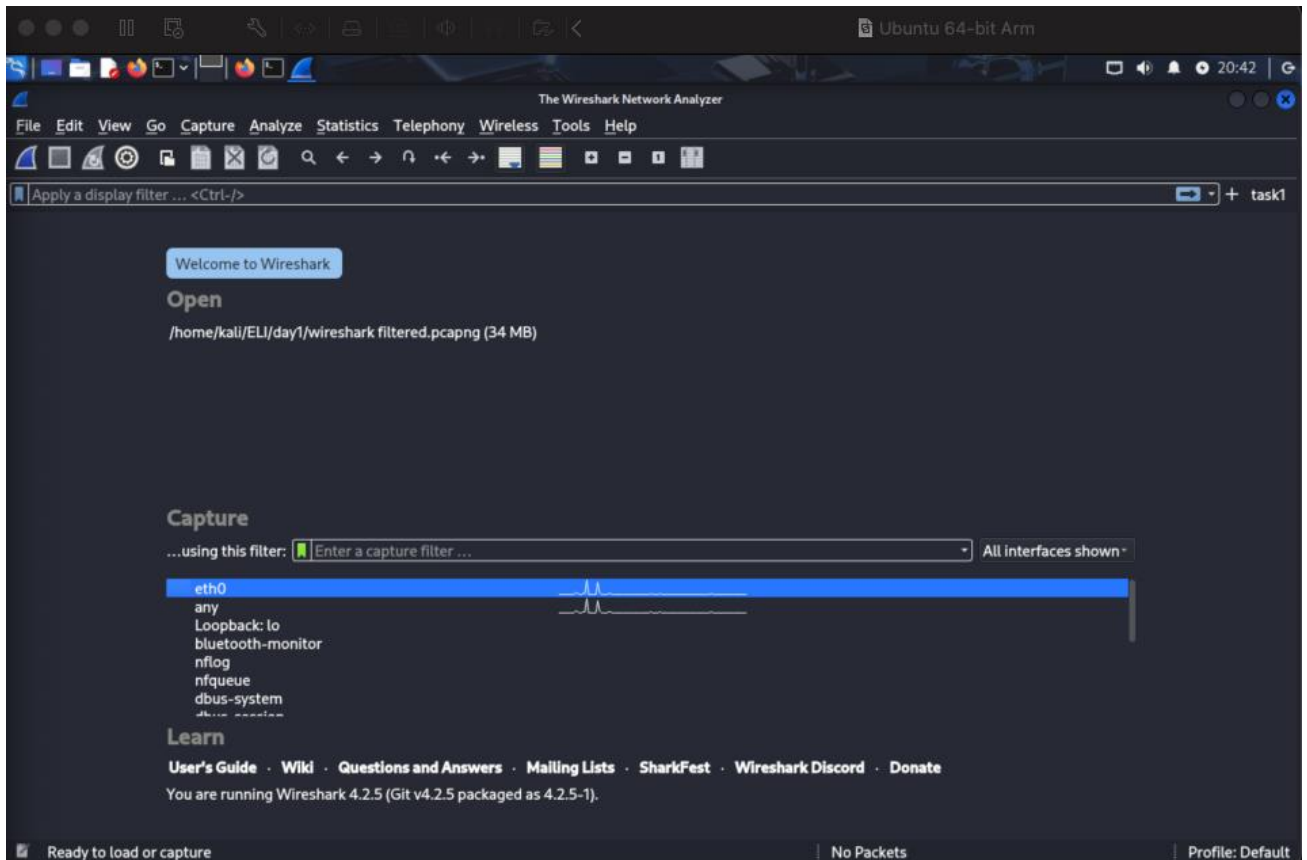 Ubuntu 64-bit Arm
20:42
The Wireshark Network Analyzer
File Edit View Go Capture Analyze Statistics Telephony Wireless Tools Help
Apply a display filter ... <Ctrl-/> + task1
Welcome to Wireshark
Open
/home/kali/ELI/day1/wireshark filtered.pcapng (34 MB)
Capture
...using this filter: Enter a capture filter ... All interfaces shown
eth0
any
Loopback: lo
bluetooth-monitor
nflog
nfqueue
dbus-system
Learn
User's Guide · Wiki · Questions and Answers · Mailing Lists · SharkFest · Wireshark Discord · Donate
You are running Wireshark 4.2.5 (Git v4.2.5 packaged as 4.2.5-1).
Ready to load or capture No Packets Profile: Default